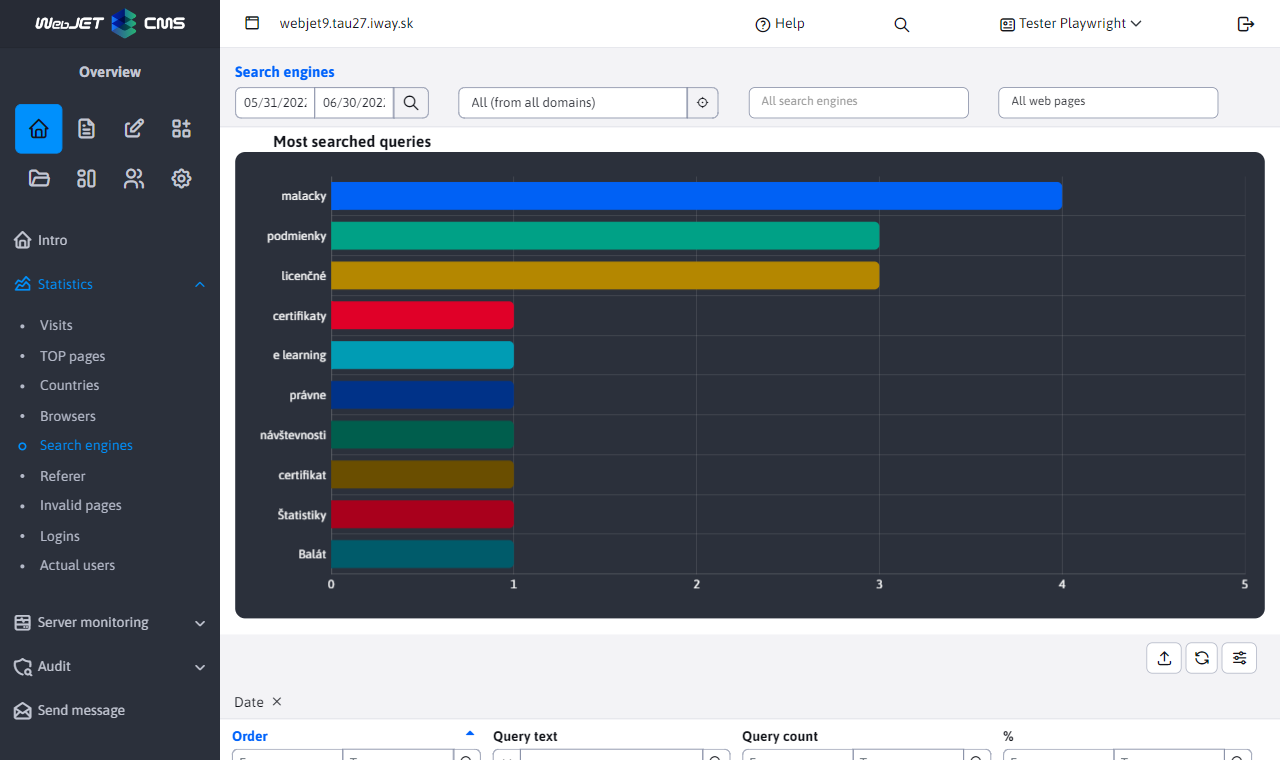 WebJET CMS
webjet9.tau27.iway.sk
Help
Tester Playwright
Overview
Search engines
05/31/202
06/30/202
All (from all domains)
All search engines
All web pages
Most searched queries
malacky
podmienky
licenčné
certifikaty
e learning
právne
návštevnosti
certifikat
Štatistiky
Balát
0 1 2 3 4 5
Intro
Statistics
Visits
TOP pages
Countries
Browsers
Search engines
Referer
Invalid pages
Logins
Actual users
Server monitoring
Audit
Send message
Date
Order Query text Query count %